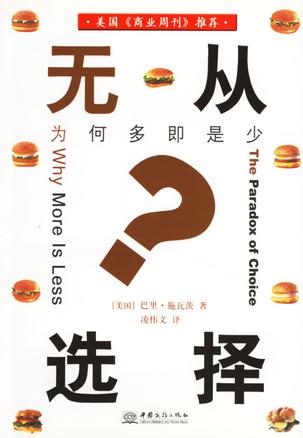 ·美国《商业周刊》推荐·
无从
为何多即是少
Why More Is Less
The Paradox of Choice
?
[美国] 巴里·施瓦茨 著
凌伟文 译
选择
中国商务出版社